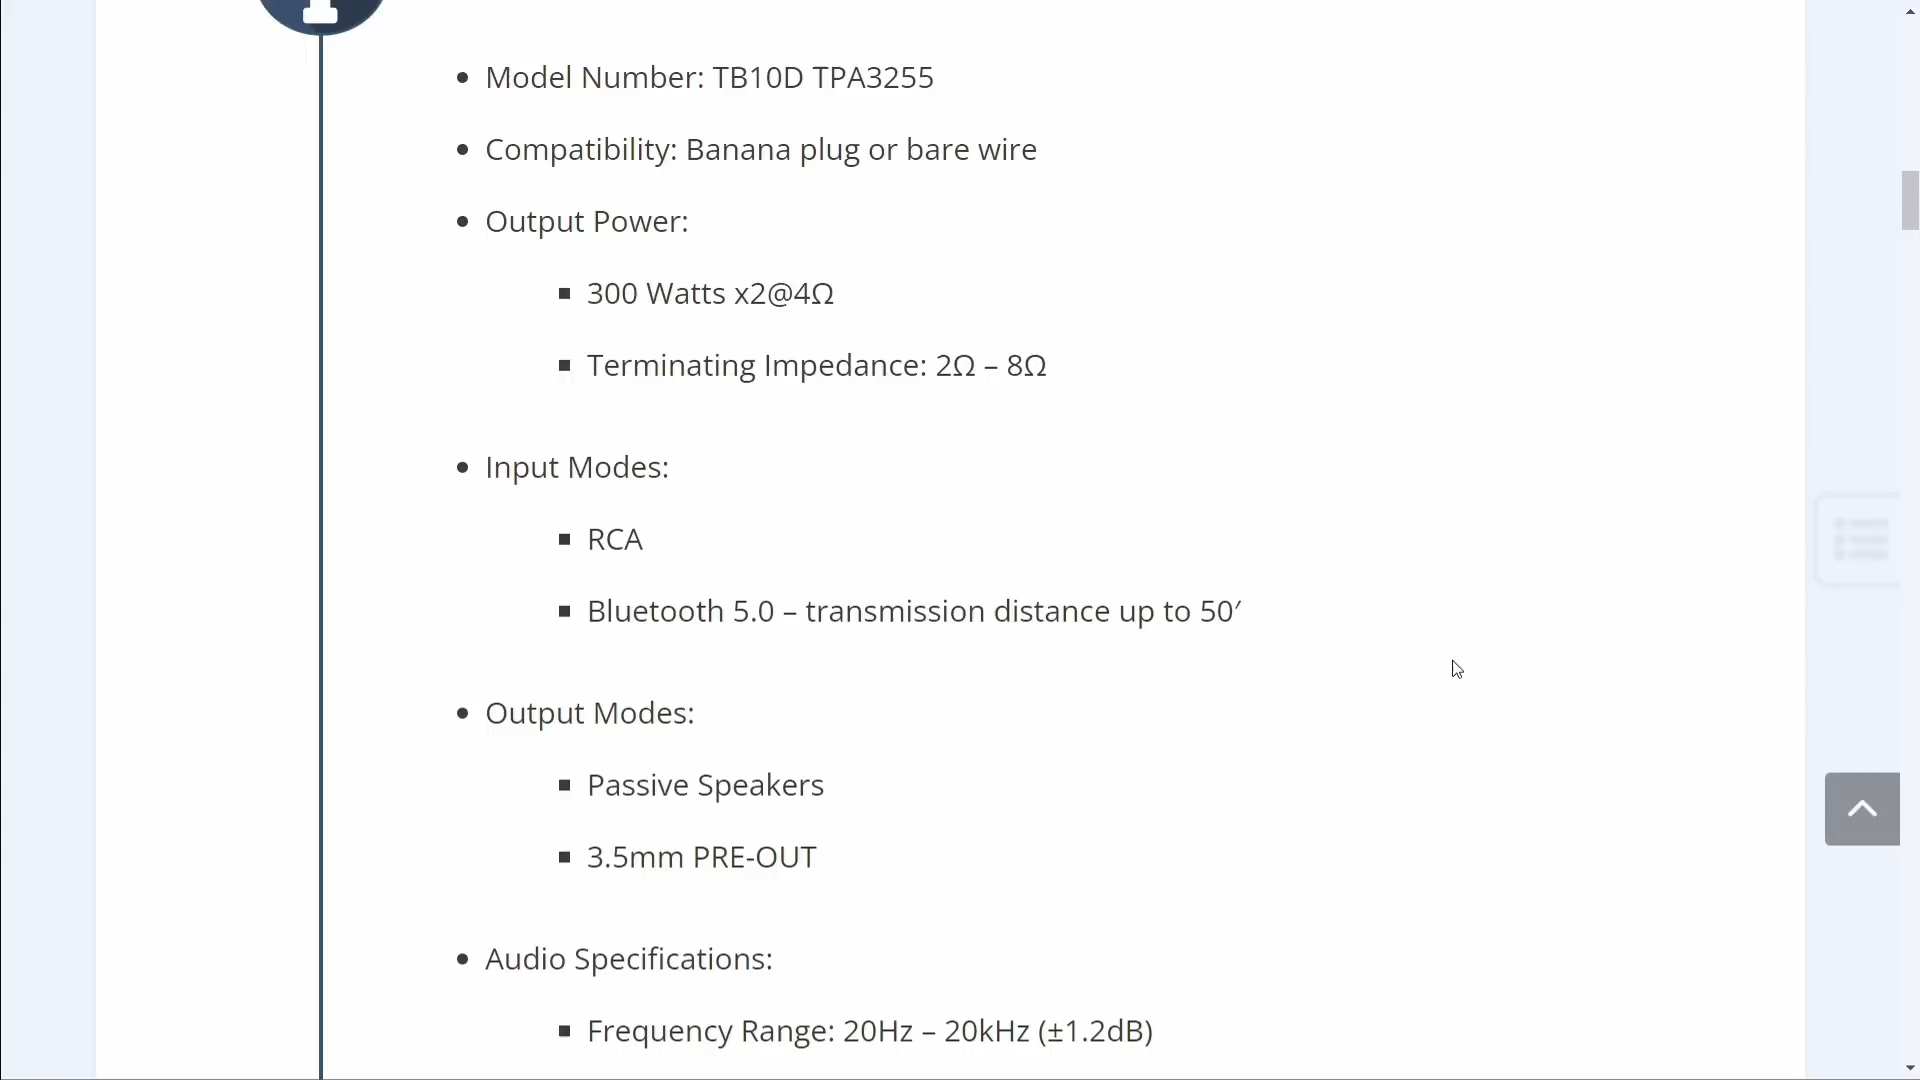 Model Number: TB10D TPA3255
Compatibility: Banana plug or bare wire
Output Power:
300 Watts x2@4Ω
Terminating Impedance: 2Ω – 8Ω
Input Modes:
RCA
Bluetooth 5.0 – transmission distance up to 50′
Output Modes:
Passive Speakers
3.5mm PRE-OUT
Audio Specifications:
Frequency Range: 20Hz – 20kHz (±1.2dB)